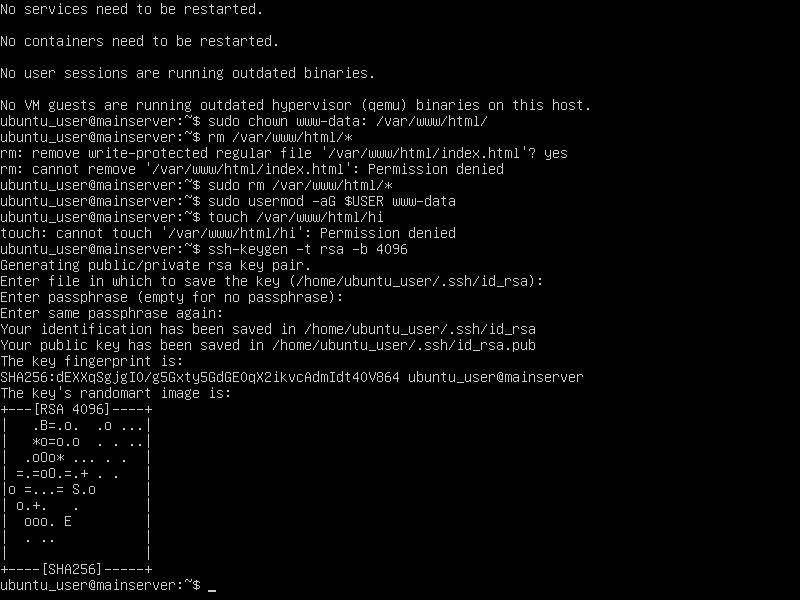 No services need to be restarted.
No containers need to be restarted.
No user sessions are running outdated binaries.
No VM guests are running outdated hypervisor (qemu) binaries on this host.
ubuntu_user@mainserver:~$ sudo chown www-data: /var/www/html/
ubuntu_user@mainserver:~$ rm /var/www/html/*
rm: remove write-protected regular file '/var/www/html/index.html'? yes
rm: cannot remove '/var/www/html/index.html': Permission denied
ubuntu_user@mainserver:~$ sudo rm /var/www/html/*
ubuntu_user@mainserver:~$ sudo usermod -aG $USER www-data
ubuntu_user@mainserver:~$ touch /var/www/html/hi
touch: cannot touch '/var/www/html/hi': Permission denied
ubuntu_user@mainserver:~$ ssh-keygen -t rsa -b 4096
Generating public/private rsa key pair.
Enter file in which to save the key (/home/ubuntu_user/.ssh/id_rsa):
Enter passphrase (empty for no passphrase):
Enter same passphrase again:
Your identification has been saved in /home/ubuntu_user/.ssh/id_rsa
Your public key has been saved in /home/ubuntu_user/.ssh/id_rsa.pub
The key fingerprint is:
SHA256:dEXXqSgjgI0/g5Gxty5GdGE0qX2ikvcAdmIdt40V864 ubuntu_user@mainserver
The key's randomart image is:
+---[RSA 4096]----+
|   .B=.o.  .o ...|
|   *o=o.o  . . ..|
|  .oOo* ... . .  |
| =.=oO.=.+ . .   |
|o =...= S.o      |
| o.+.   .        |
|  ooo. E         |
|  . ..           |
|                 |
+----[SHA256]-----+
ubuntu_user@mainserver:~$ _